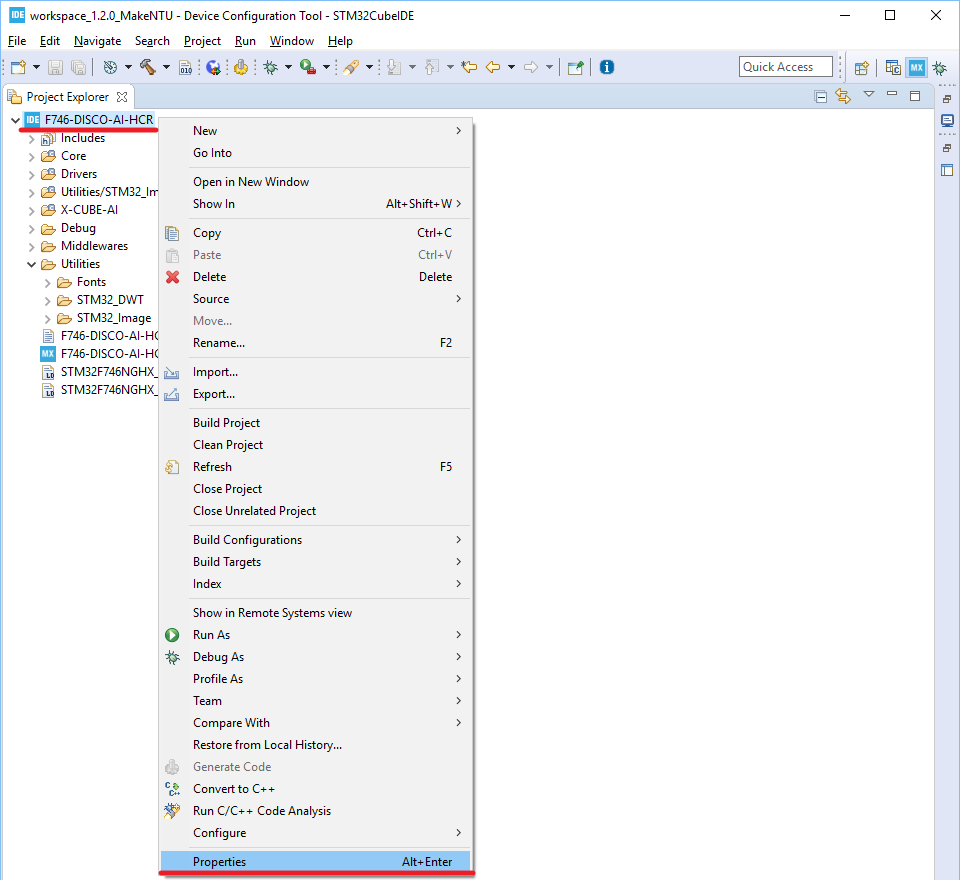 IDE workspace_1.2.0_MakeNTU - Device Configuration Tool - STM32CubeIDE
File Edit Navigate Search Project Run Window Help
010
Quick Access
MX
Project Explorer
IDE F746-DISCO-AI-HCR
Includes
Core
Drivers
Utilities/STM32_Im
X-CUBE-AI
Debug
Middlewares
Utilities
Fonts
STM32_DWT
STM32_Image
F746-DISCO-AI-HC
MX F746-DISCO-AI-HC
STM32F746NGHX_
STM32F746NGHX_
New
Go Into
Open in New Window
Show In Alt+Shift+W
Copy Ctrl+C
Paste Ctrl+V
Delete Delete
Source
Move...
Rename... F2
Import...
Export...
Build Project
Clean Project
Refresh F5
Close Project
Close Unrelated Project
Build Configurations
Build Targets
Index
Show in Remote Systems view
Run As
Debug As
Profile As
Team
Compare With
Restore from Local History...
Generate Code
Convert to C++
Run C/C++ Code Analysis
Configure
Properties Alt+Enter